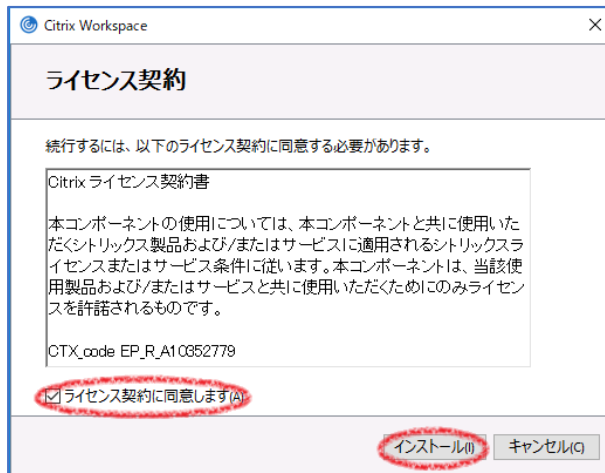 Citrix Workspace
ライセンス契約
続行するには、以下のライセンス契約に同意する必要があります。
Citrix ライセンス契約書
本コンポーネントの使用については、本コンポーネントと共に使用いた
だくシトリックス製品および/またはサービスに適用されるシトリックスラ
イセンスまたはサービス条件に従います。本コンポーネントは、当該使
用製品および/またはサービスと共に使用いただくためにのみライセン
スを許諾されるものです。
CTX_code EP_R_A10352779
ライセンス契約に同意します(A)
インストール(I)
キャンセル(C)